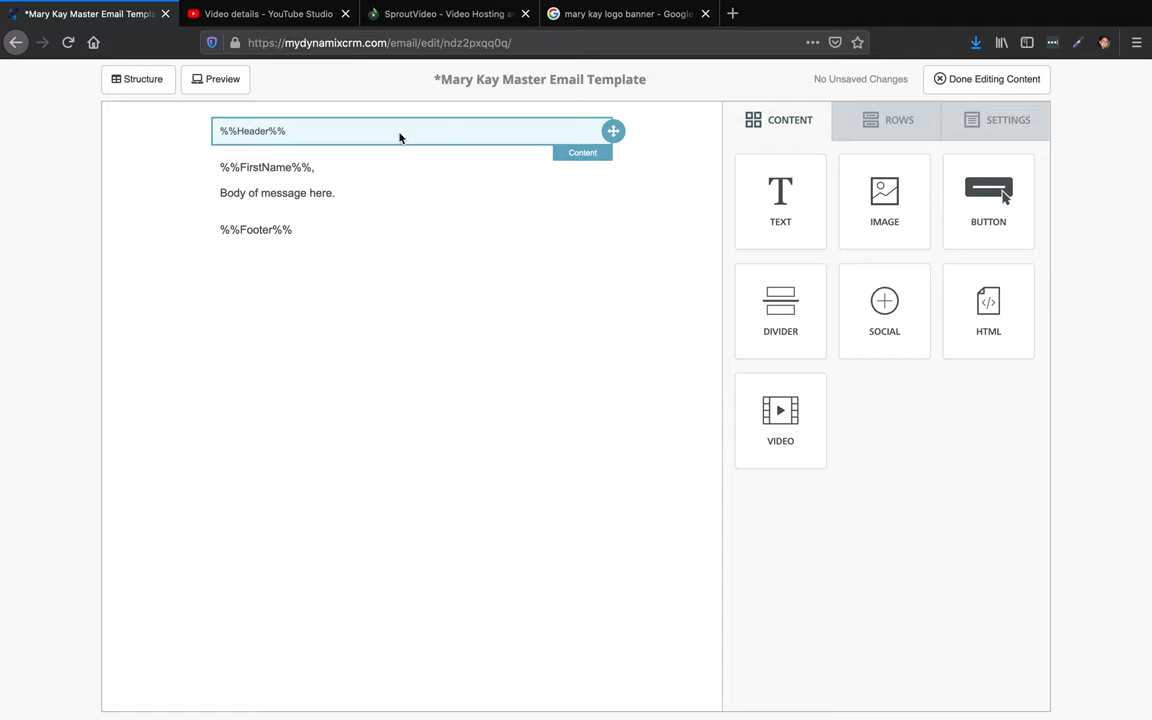 *Mary Kay Master Email Templa
Video details - YouTube Studio
SproutVideo - Video Hosting a
mary kay logo banner - Google
https://mydynamixcrm.com/email/edit/ndz2pxqq0q/
Structure
Preview
*Mary Kay Master Email Template
No Unsaved Changes
Done Editing Content
%%Header%%
Content
%%FirstName%%,
Body of message here.
%%Footer%%
CONTENT
ROWS
SETTINGS
TEXT
IMAGE
BUTTON
DIVIDER
SOCIAL
HTML
VIDEO